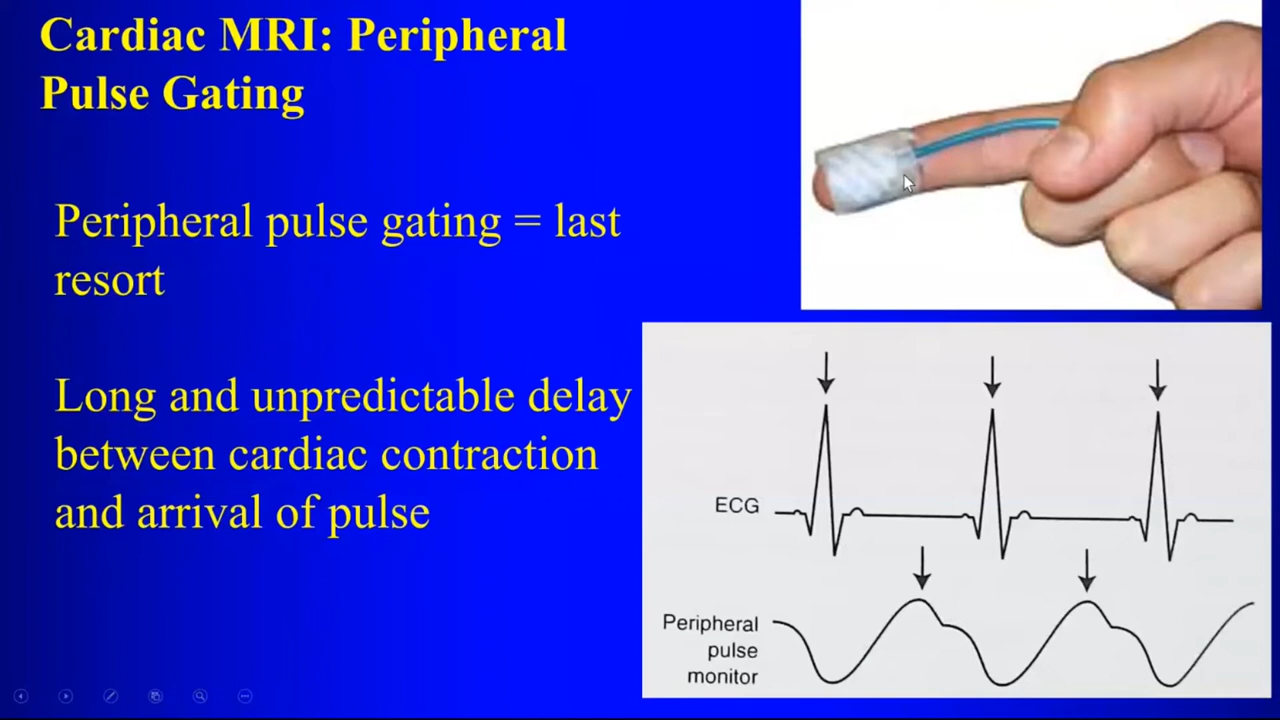 Cardiac MRI: Peripheral
Pulse Gating
Peripheral pulse gating = last
resort
Long and unpredictable delay
between cardiac contraction
and arrival of pulse
ECG
Peripheral
pulse
monitor